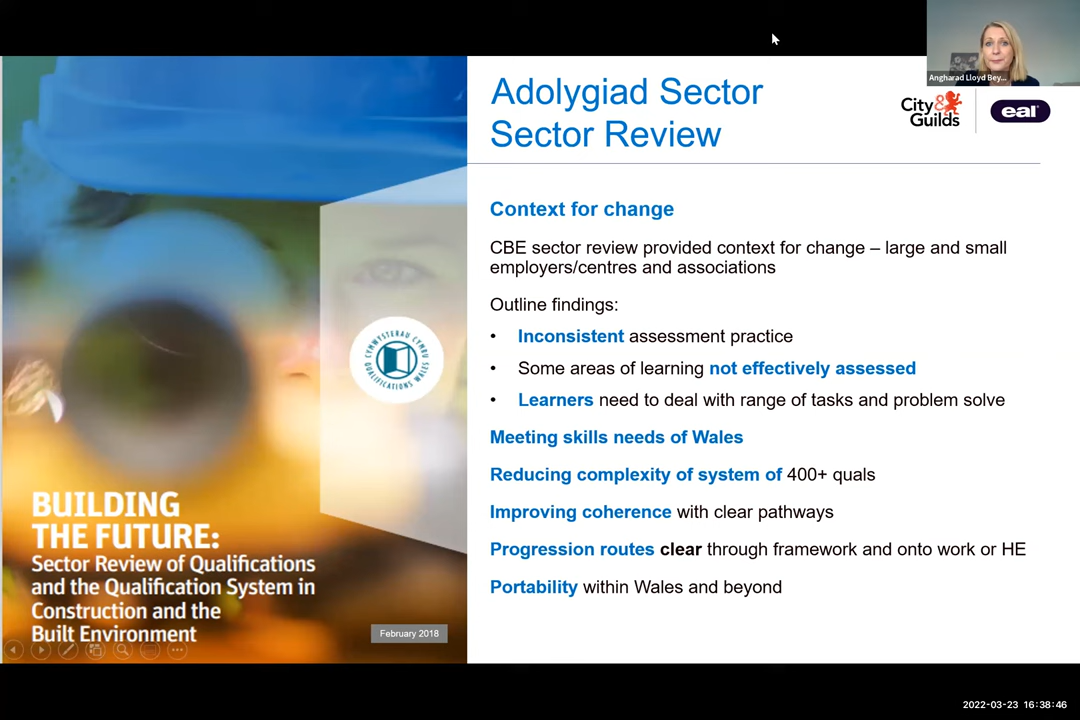 Angharad Lloyd Bey...
Adolygiad Sector
Sector Review
City & Guilds
eal
Context for change
CBE sector review provided context for change – large and small
employers/centres and associations
Outline findings:
• Inconsistent assessment practice
• Some areas of learning not effectively assessed
• Learners need to deal with range of tasks and problem solve
Meeting skills needs of Wales
Reducing complexity of system of 400+ quals
Improving coherence with clear pathways
Progression routes clear through framework and onto work or HE
Portability within Wales and beyond
CYMWYSTERAU CYMRU
QUALIFICATIONS WALES
BUILDING
THE FUTURE:
Sector Review of Qualifications
and the Qualification System in
Construction and the
Built Environment
February 2018
2022-03-23 16:38:46